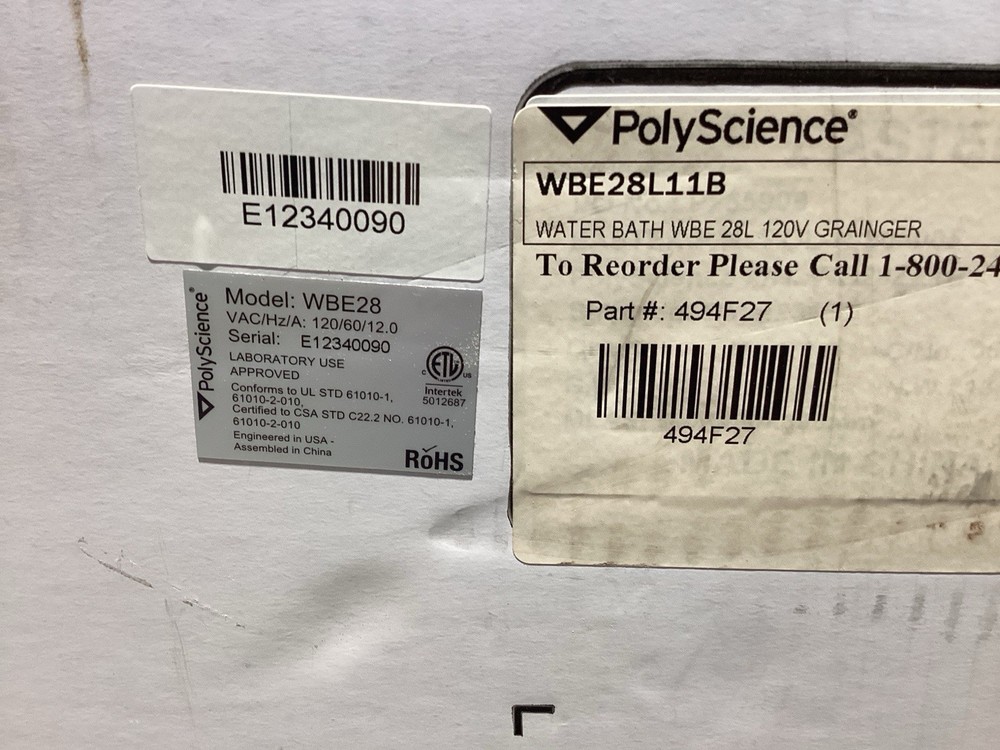 E12340090
PolyScience®
Model: WBE28
VAC/Hz/A: 120/60/12.0
Serial: E12340090
LABORATORY USE
APPROVED
Conforms to UL STD 61010-1,
61010-2-010,
Certified to CSA STD C22.2 NO. 61010-1,
61010-2-010
Engineered in USA -
Assembled in China
C ETL US
Intertek
5012687
RoHS
PolyScience®
WBE28L11B
WATER BATH WBE 28L 120V GRAINGER
To Reorder Please Call 1-800-24
Part #: 494F27 (1)
494F27